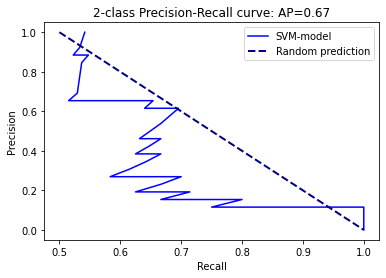 2-class Precision-Recall curve: AP=0.67
SVM-model
Random prediction
Precision
1.0
0.8
0.6
0.4
0.2
0.0
0.5 0.6 0.7 0.8 0.9 1.0
Recall